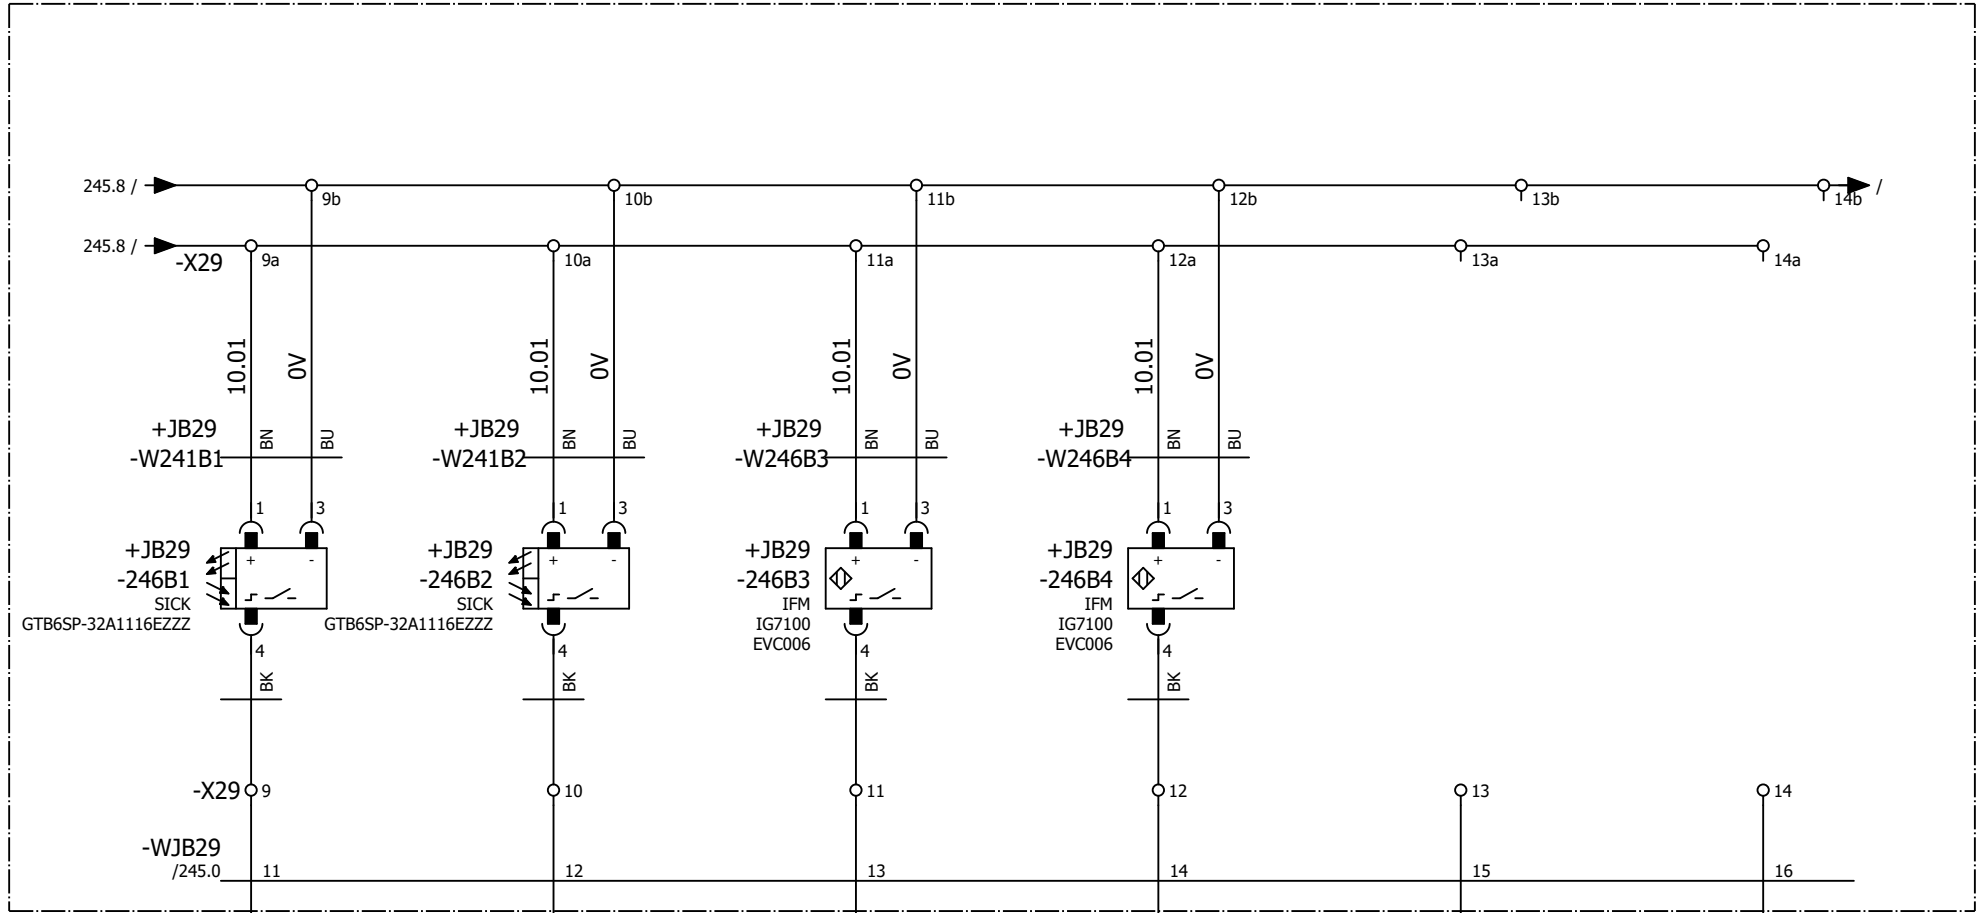 245.8 /
9b
10b
11b
12b
13b
14b
/
245.8 /
-X29
9a
10a
11a
12a
13a
14a
10.01
0V
10.01
0V
10.01
0V
10.01
0V
+JB29
-W241B1
BN
BU
+JB29
-W241B2
BN
BU
+JB29
-W246B3
BN
BU
+JB29
-W246B4
BN
BU
1
3
1
3
1
3
1
3
+JB29
-246B1
SICK
GTB6SP-32A1116EZZZ
+
-
+JB29
-246B2
SICK
GTB6SP-32A1116EZZZ
+
-
+JB29
-246B3
IFM
IG7100
EVC006
+
-
+JB29
-246B4
IFM
IG7100
EVC006
+
-
4
4
4
4
BK
BK
BK
BK
-X29
9
10
11
12
13
14
-WJB29
/245.0
11
12
13
14
15
16